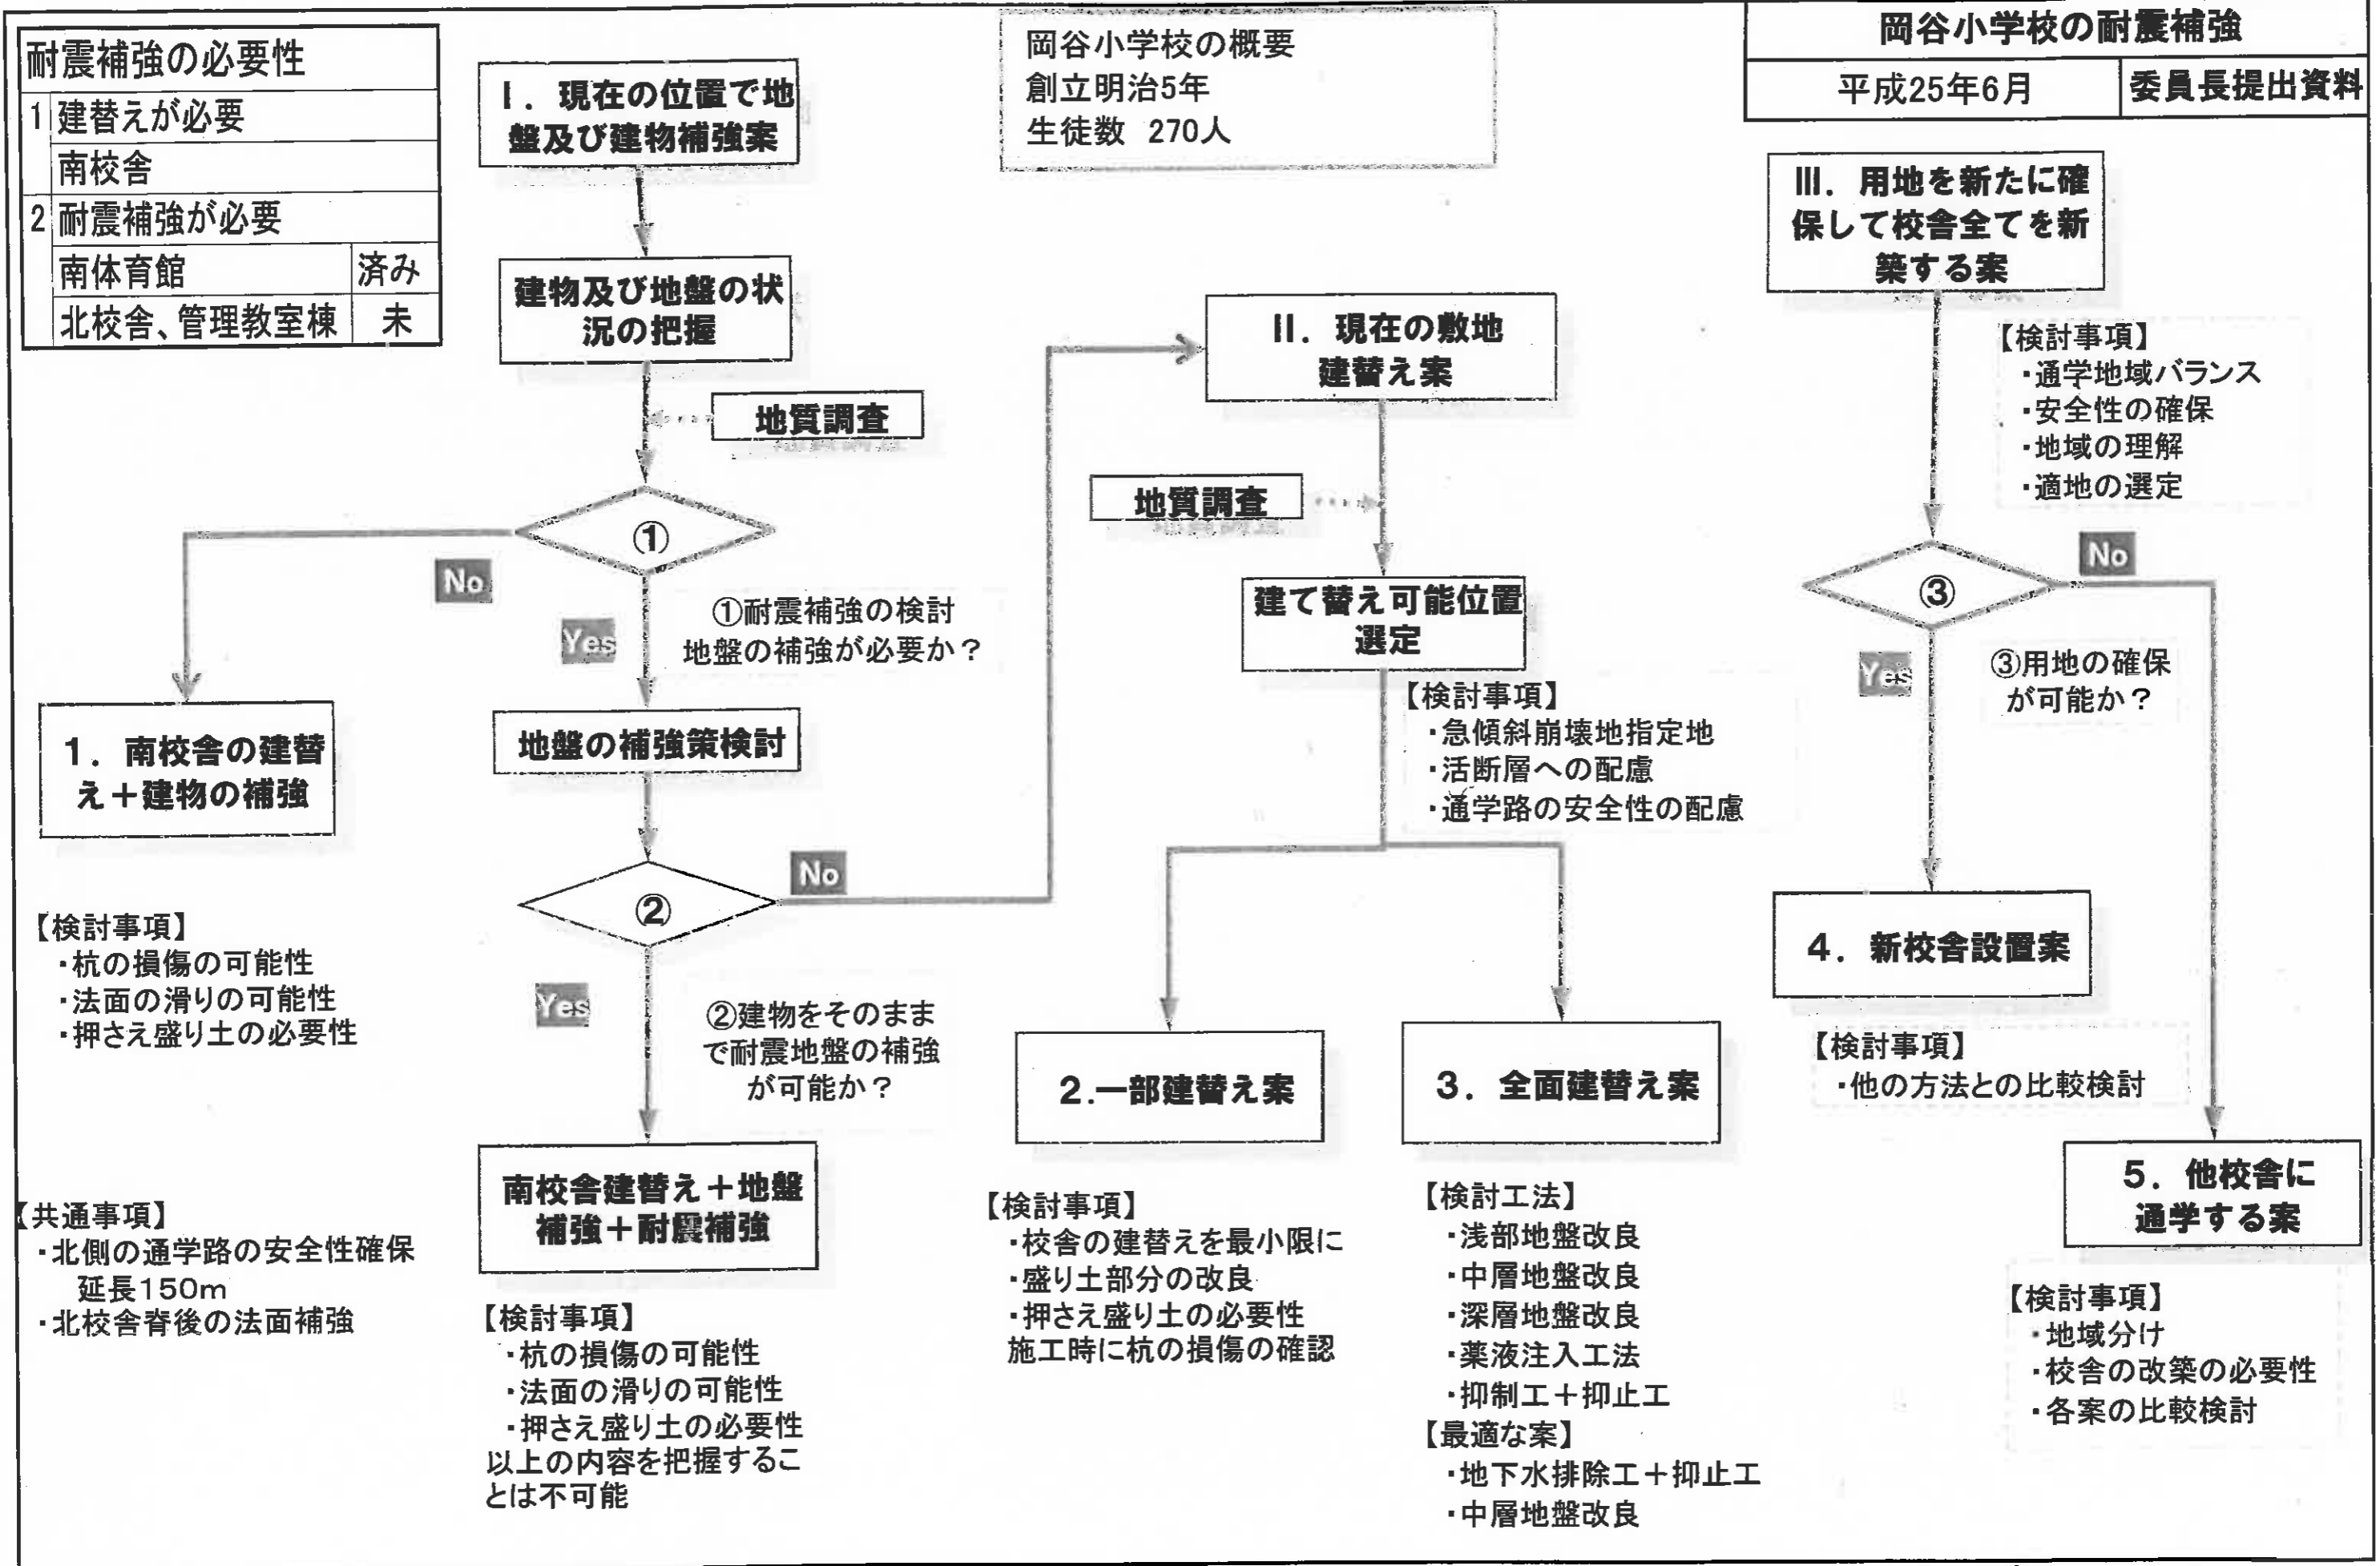 耐震補強の必要性
1 建替えが必要
南校舎
2 耐震補強が必要
南体育館 済み
北校舎、管理教室棟 未
岡谷小学校の概要
創立明治5年
生徒数 270人
岡谷小学校の耐震補強
平成25年6月 委員長提出資料
Ⅰ．現在の位置で地
盤及び建物補強案
建物及び地盤の状
況の把握
地質調査
①
No
Yes
①耐震補強の検討
地盤の補強が必要か？
1．南校舎の建替
え＋建物の補強
【検討事項】
・杭の損傷の可能性
・法面の滑りの可能性
・押さえ盛り土の必要性
地盤の補強策検討
②
No
Yes
②建物をそのまま
で耐震地盤の補強
が可能か？
南校舎建替え＋地盤
補強＋耐震補強
【検討事項】
・杭の損傷の可能性
・法面の滑りの可能性
・押さえ盛り土の必要性
以上の内容を把握するこ
とは不可能
【共通事項】
・北側の通学路の安全性確保
延長150m
・北校舎脊後の法面補強
Ⅱ．現在の敷地
建替え案
地質調査
建て替え可能位置
選定
【検討事項】
・急傾斜崩壊地指定地
・活断層への配慮
・通学路の安全性の配慮
2.一部建替え案
【検討事項】
・校舎の建替えを最小限に
・盛り土部分の改良
・押さえ盛り土の必要性
施工時に杭の損傷の確認
3．全面建替え案
【検討工法】
・浅部地盤改良
・中層地盤改良
・深層地盤改良
・薬液注入工法
・抑制工＋抑止工
【最適な案】
・地下水排除工＋抑止工
・中層地盤改良
Ⅲ．用地を新たに確
保して校舎全てを新
築する案
【検討事項】
・通学地域バランス
・安全性の確保
・地域の理解
・適地の選定
③
No
Yes
③用地の確保
が可能か？
4．新校舎設置案
【検討事項】
・他の方法との比較検討
5．他校舎に
通学する案
【検討事項】
・地域分け
・校舎の改築の必要性
・各案の比較検討